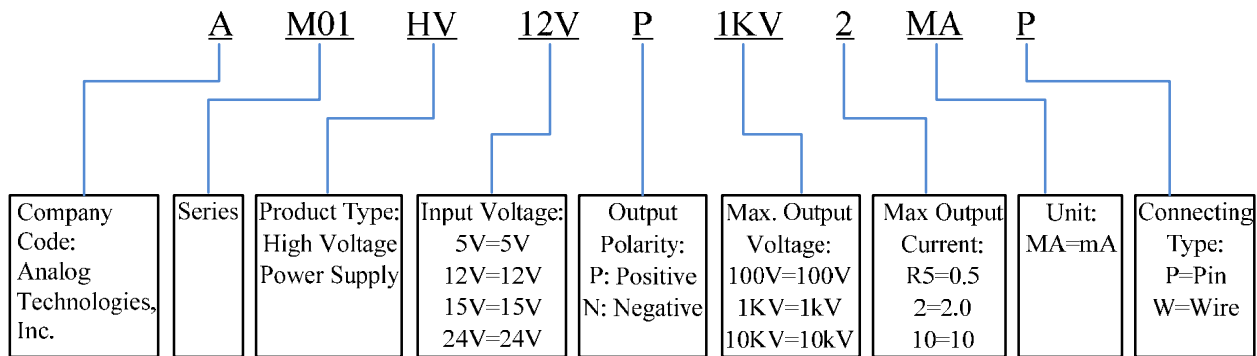 A M01 HV 12V P 1KV 2 MA P
Company
Code:
Analog
Technologies,
Inc.
Series
Product Type:
High Voltage
Power Supply
Input Voltage:
5V=5V
12V=12V
15V=15V
24V=24V
Output
Polarity:
P: Positive
N: Negative
Max. Output
Voltage:
100V=100V
1KV=1kV
10KV=10kV
Max Output
Current:
R5=0.5
2=2.0
10=10
Unit:
MA=mA
Connecting
Type:
P=Pin
W=Wire